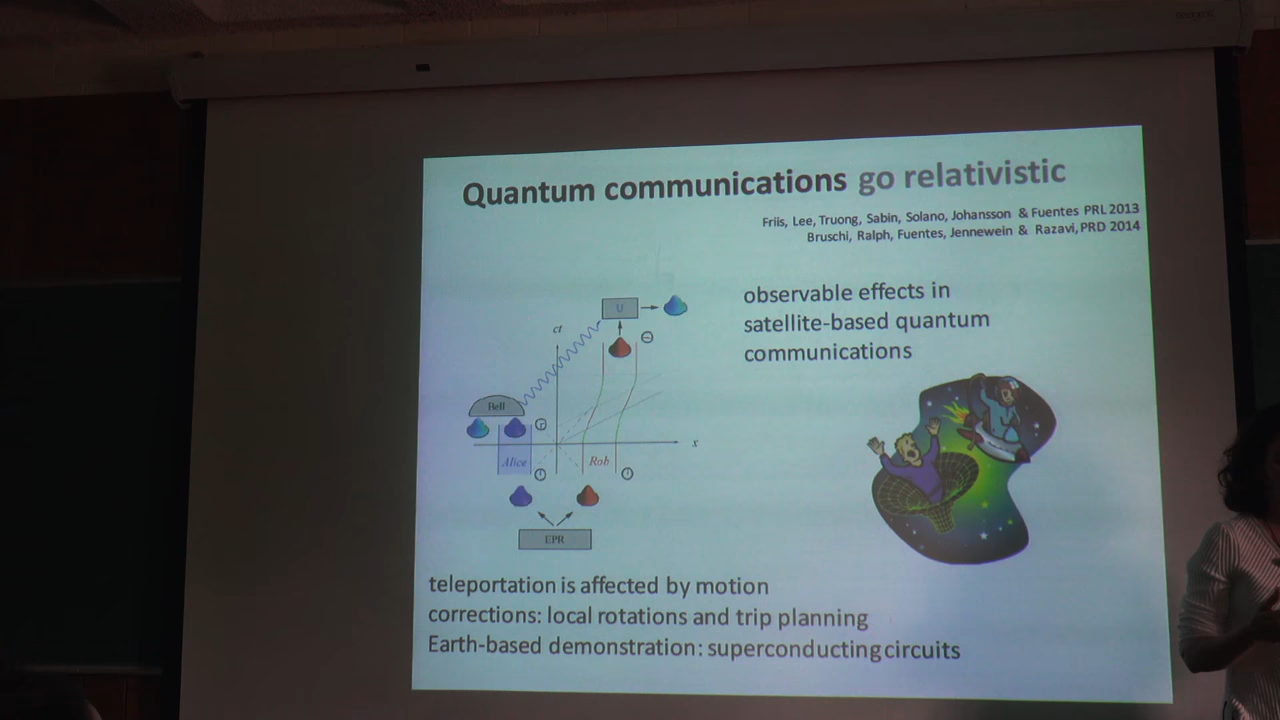 Quantum communications go relativistic
Friis, Lee, Truong, Sabin, Solano, Johansson & Fuentes PRL 2013
Bruschi, Ralph, Fuentes, Jennewein & Razavi, PRD 2014
observable effects in
satellite-based quantum
communications
U
ct
Bell
x
Alice
Rob
EPR
teleportation is affected by motion
corrections: local rotations and trip planning
Earth-based demonstration: superconducting circuits